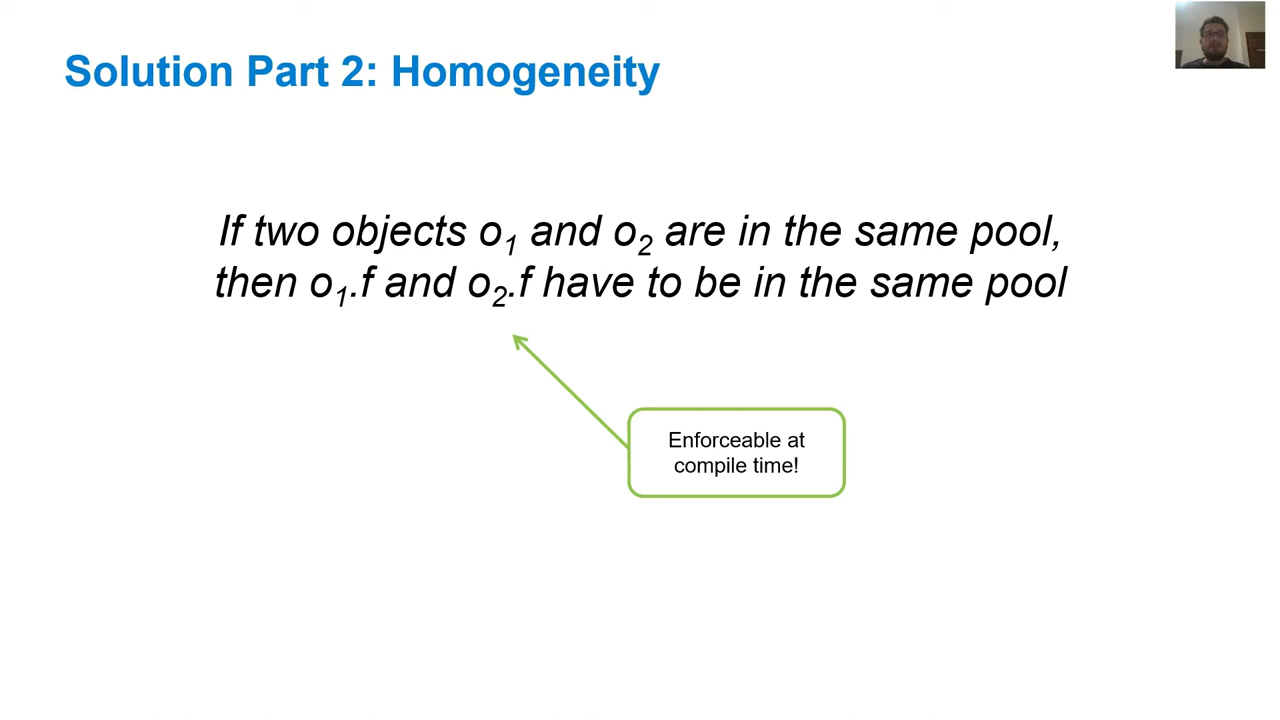 Solution Part 2: Homogeneity
If two objects o1 and o2 are in the same pool,
then o1.f and o2.f have to be in the same pool
Enforceable at
compile time!